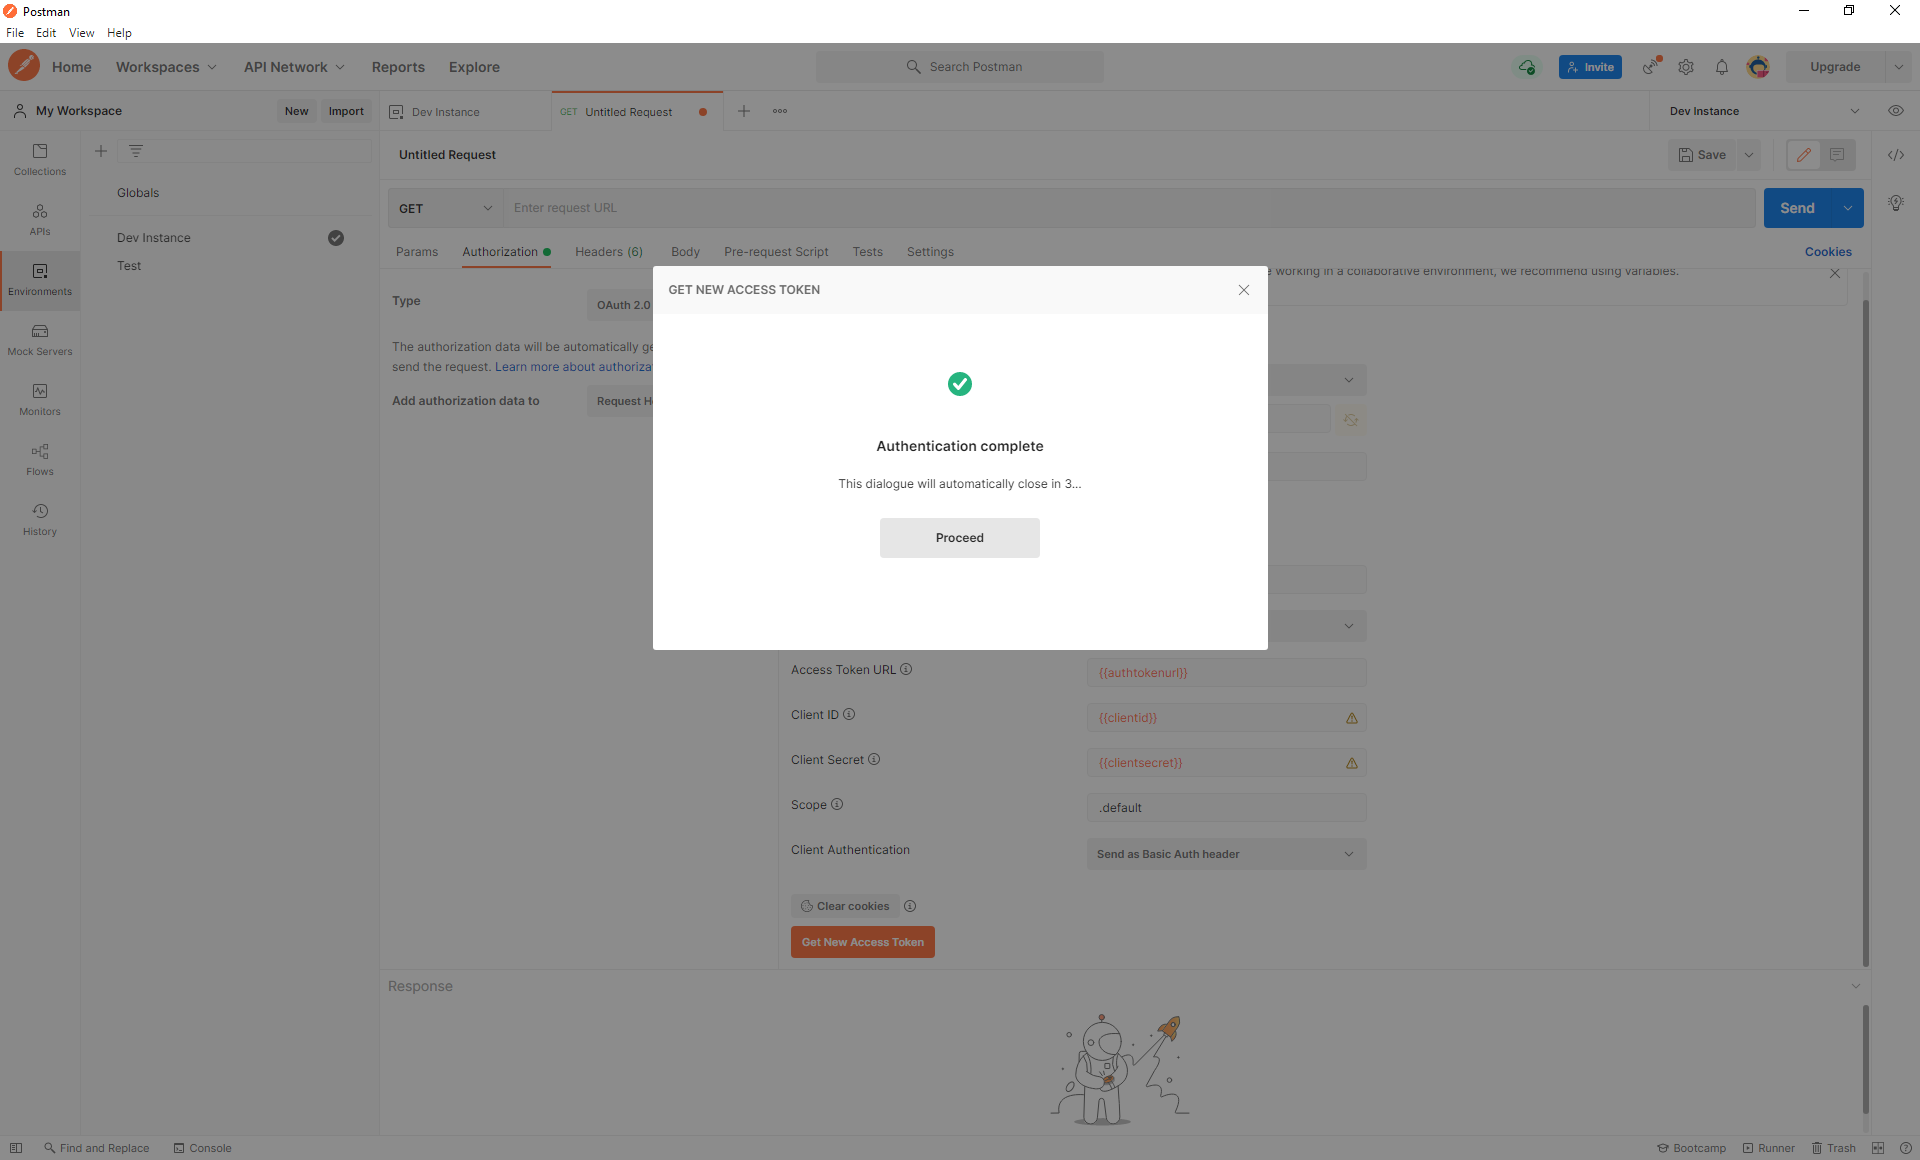 Postman
File Edit View Help
Home Workspaces API Network Reports Explore Search Postman Invite Upgrade
My Workspace New Import Dev Instance GET Untitled Request Dev Instance
Collections
APIs
Environments
Mock Servers
Monitors
Flows
History
Globals
Dev Instance
Test
Untitled Request Save
GET Enter request URL Send
Params Authorization Headers (6) Body Pre-request Script Tests Settings Cookies
working in a collaborative environment, we recommend using variables.
Type OAuth 2.0
The authorization data will be automatically
send the request. Learn more about
Add authorization data to Request
GET NEW ACCESS TOKEN
Authentication complete
This dialogue will automatically close in 3...
Proceed
Access Token URL {{authtokenurl}}
Client ID {{clientid}}
Client Secret {{clientsecret}}
Scope .default
Client Authentication Send as Basic Auth header
Clear cookies
Get New Access Token
Response
Find and Replace Console Bootcamp Runner Trash